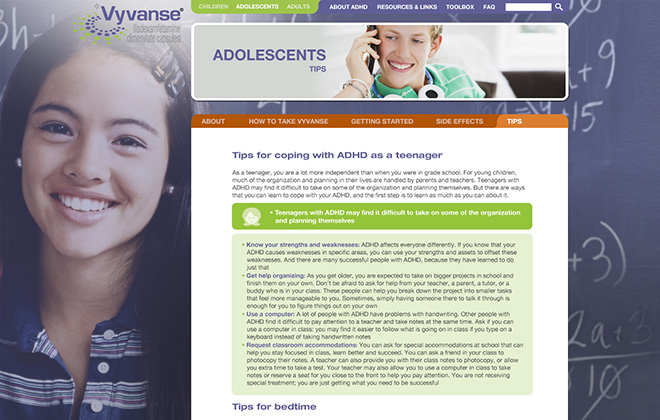 Vyvanse®
lisdexamfetamine
dimesylate capsules
CHILDREN ADOLESCENTS ADULTS
ABOUT ADHD RESOURCES & LINKS TOOLBOX FAQ
ADOLESCENTS
TIPS
ABOUT HOW TO TAKE VYVANSE GETTING STARTED SIDE EFFECTS TIPS
Tips for coping with ADHD as a teenager
As a teenager, you are a lot more independent than when you were in grade school. For young children,
much of the organization and planning in their lives are handled by parents and teachers. Teenagers with
ADHD may find it difficult to take on some of the organization and planning themselves. But there are ways
that you can learn to cope with your ADHD, and the first step is to learn as much as you can about it.
• Teenagers with ADHD may find it difficult to take on some of the organization
and planning themselves
• Know your strengths and weaknesses: ADHD affects everyone differently. If you know that your
ADHD causes weaknesses in specific areas, you can use your strengths and assets to offset these
weaknesses. And there are many successful people with ADHD, because they have learned to do
just that
• Get help organizing: As you get older, you are expected to take on bigger projects in school and
finish them on your own. Don't be afraid to ask for help from your teacher, a parent, a tutor, or a
buddy who is in your class. These people can help you break down the project into smaller tasks
that feel more manageable to you. Sometimes, simply having someone there to talk it through is
enough for you to figure things out on your own
• Use a computer: A lot of people with ADHD have problems with writing. Other people with
ADHD find it difficult to pay attention to a teacher and take notes at the same time. Ask if you can
use a computer in class: you may find it easier to follow what is going on in class if you type on a
keyboard instead of taking handwritten notes
• Request classroom accommodations: You can ask for special accommodations at school that can
help you stay focused in class, learn better and succeed. You can ask a friend in your class to
photocopy their notes. A teacher can also provide you with their class notes to photocopy, or allow
you extra time to take a test. Your teacher may also allow you to use a computer in class to take
notes or reserve a seat for you close to the front to help you pay attention. You are not receiving
special treatment; you are just getting what you need to be successful
Tips for bedtime
15
+3)
2a+3
10